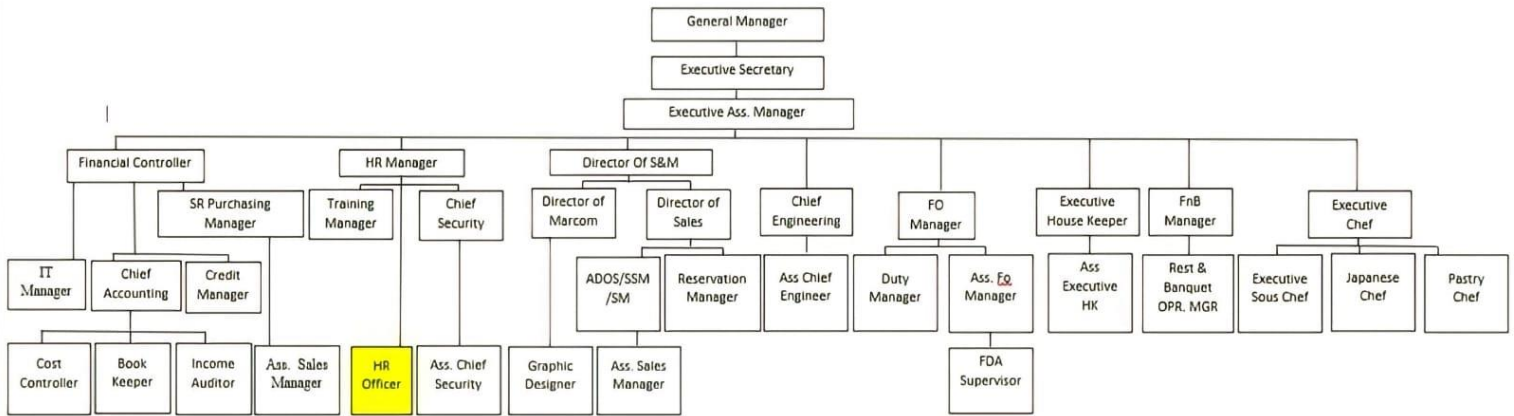 General Manager
Executive Secretary
Executive Ass. Manager
Financial Controller
HR Manager
Director Of S&M
SR Purchasing
Manager
Training
Manager
Chief
Security
Director of
Marcom
Director of
Sales
Chief
Engineering
FO
Manager
Executive
House Keeper
FnB
Manager
Executive
Chef
IT
Manager
Chief
Accounting
Credit
Manager
ADOS/SSM
/SM
Reservation
Manager
Ass Chief
Engineer
Duty
Manager
Ass. Fo
Manager
Ass
Executive
HK
Rest &
Banquet
OPR. MGR
Executive
Sous Chef
Japanese
Chef
Pastry
Chef
Cost
Controller
Book
Keeper
Income
Auditor
Ass. Sales
Manager
HR
Officer
Ass. Chief
Security
Graphic
Designer
Ass. Sales
Manager
FDA
Supervisor